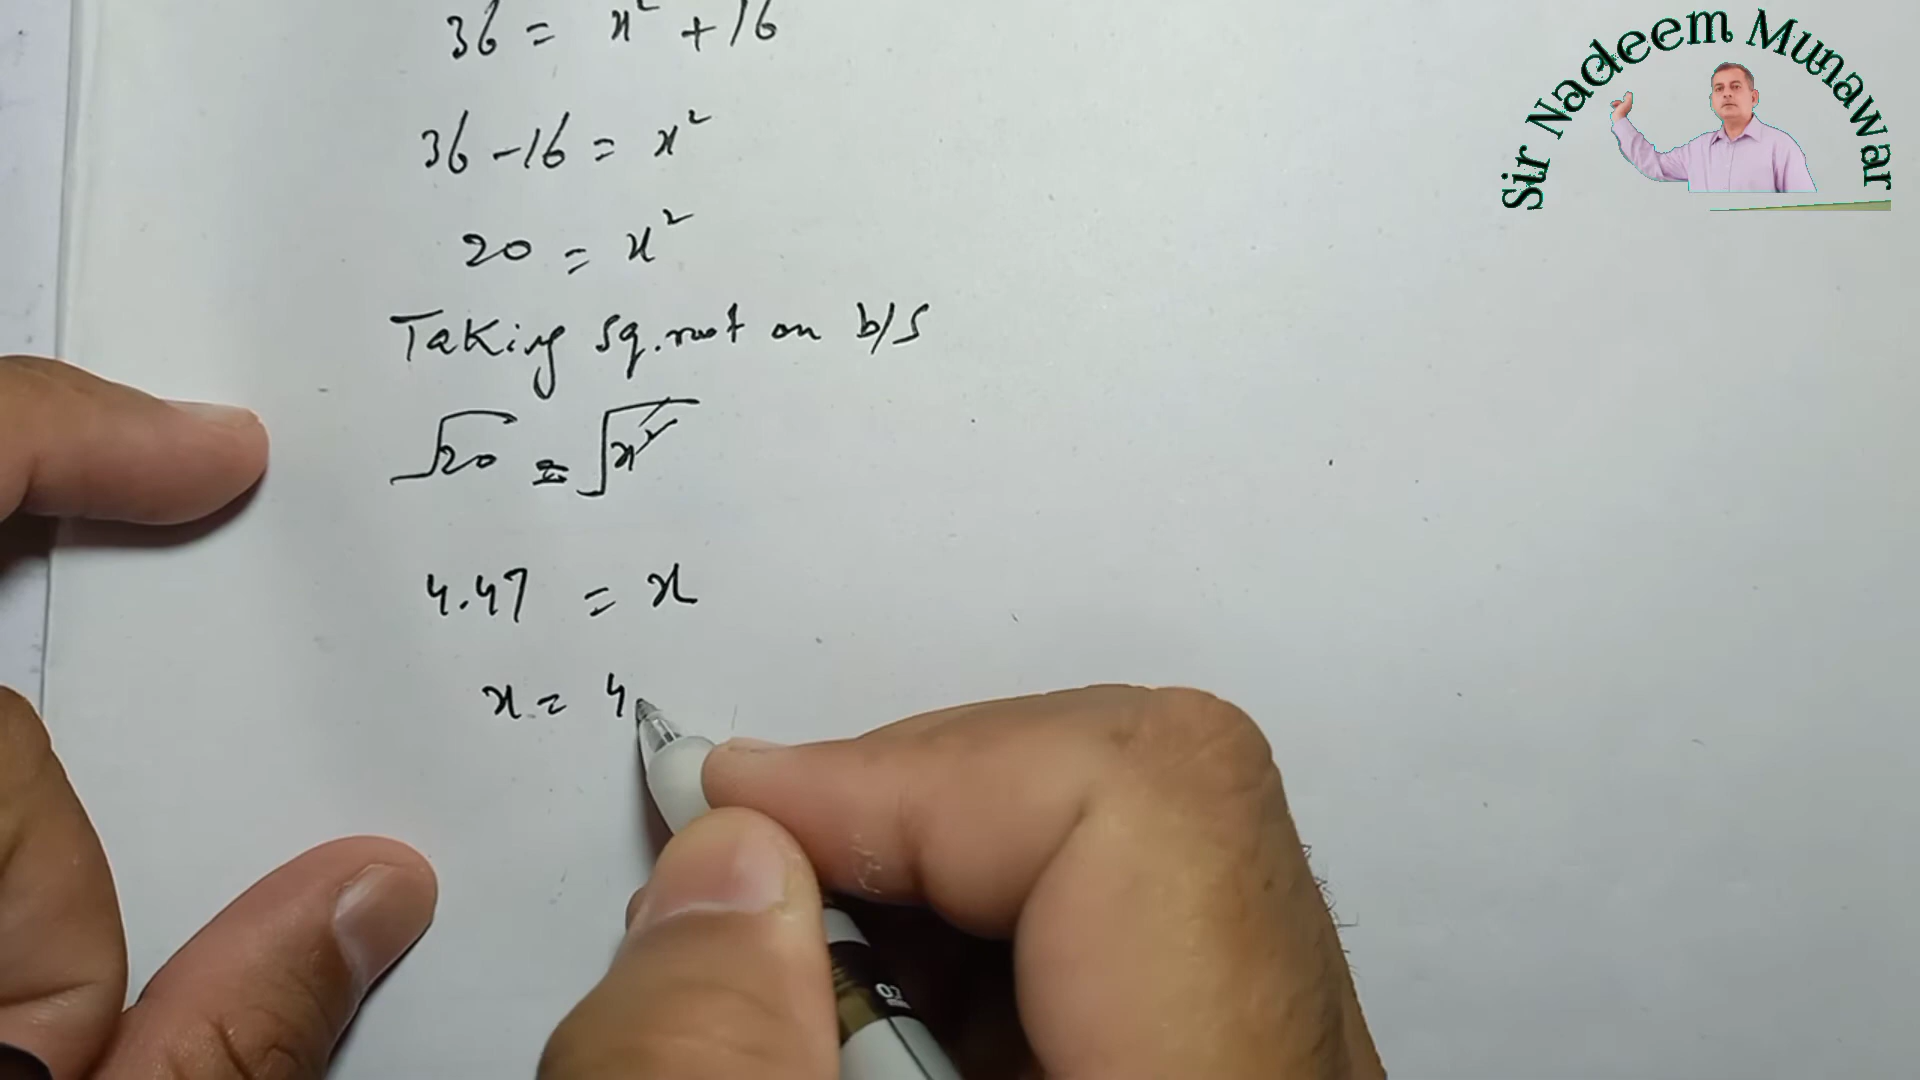 36 = x² + 16
36 - 16 = x²
20 = x²
Taking sq. root on b/s
√20 = √x²
4.47 = x
x = 4
Sir Nadeem Munawar